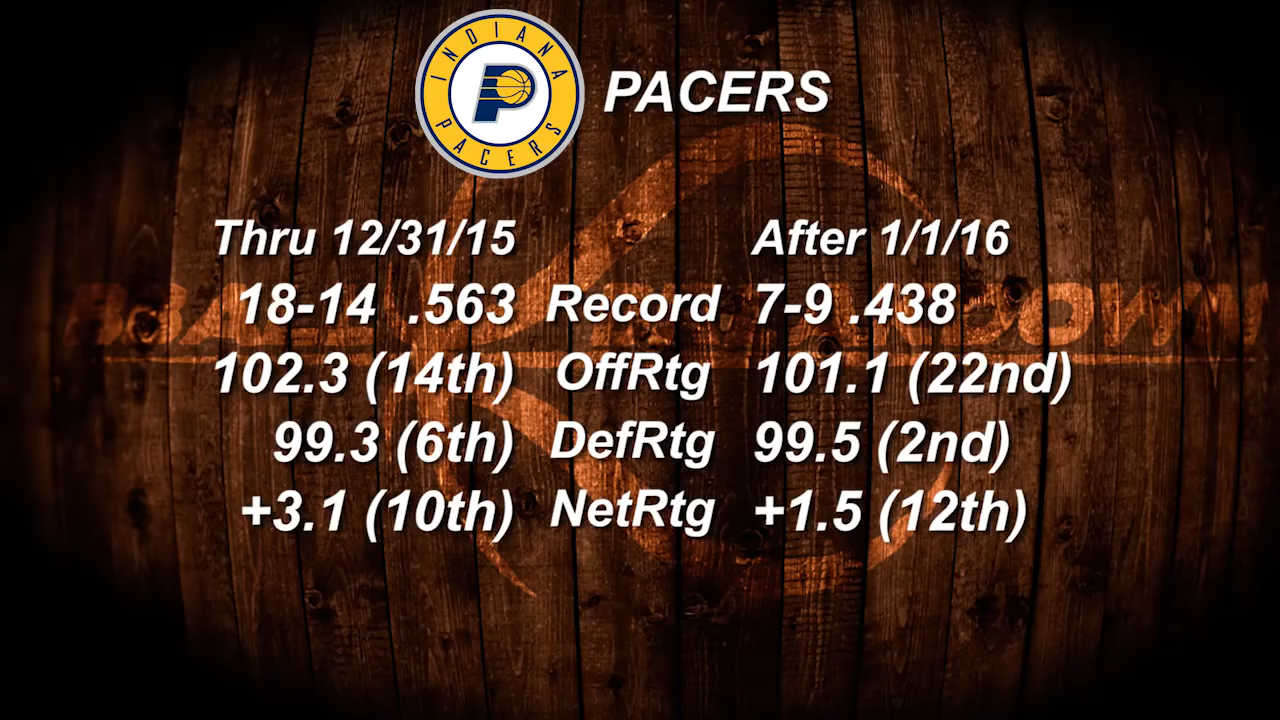 INDIANA PACERS
PACERS
Thru 12/31/15 After 1/1/16
18-14 .563 Record 7-9 .438
102.3 (14th) OffRtg 101.1 (22nd)
99.3 (6th) DefRtg 99.5 (2nd)
+3.1 (10th) NetRtg +1.5 (12th)